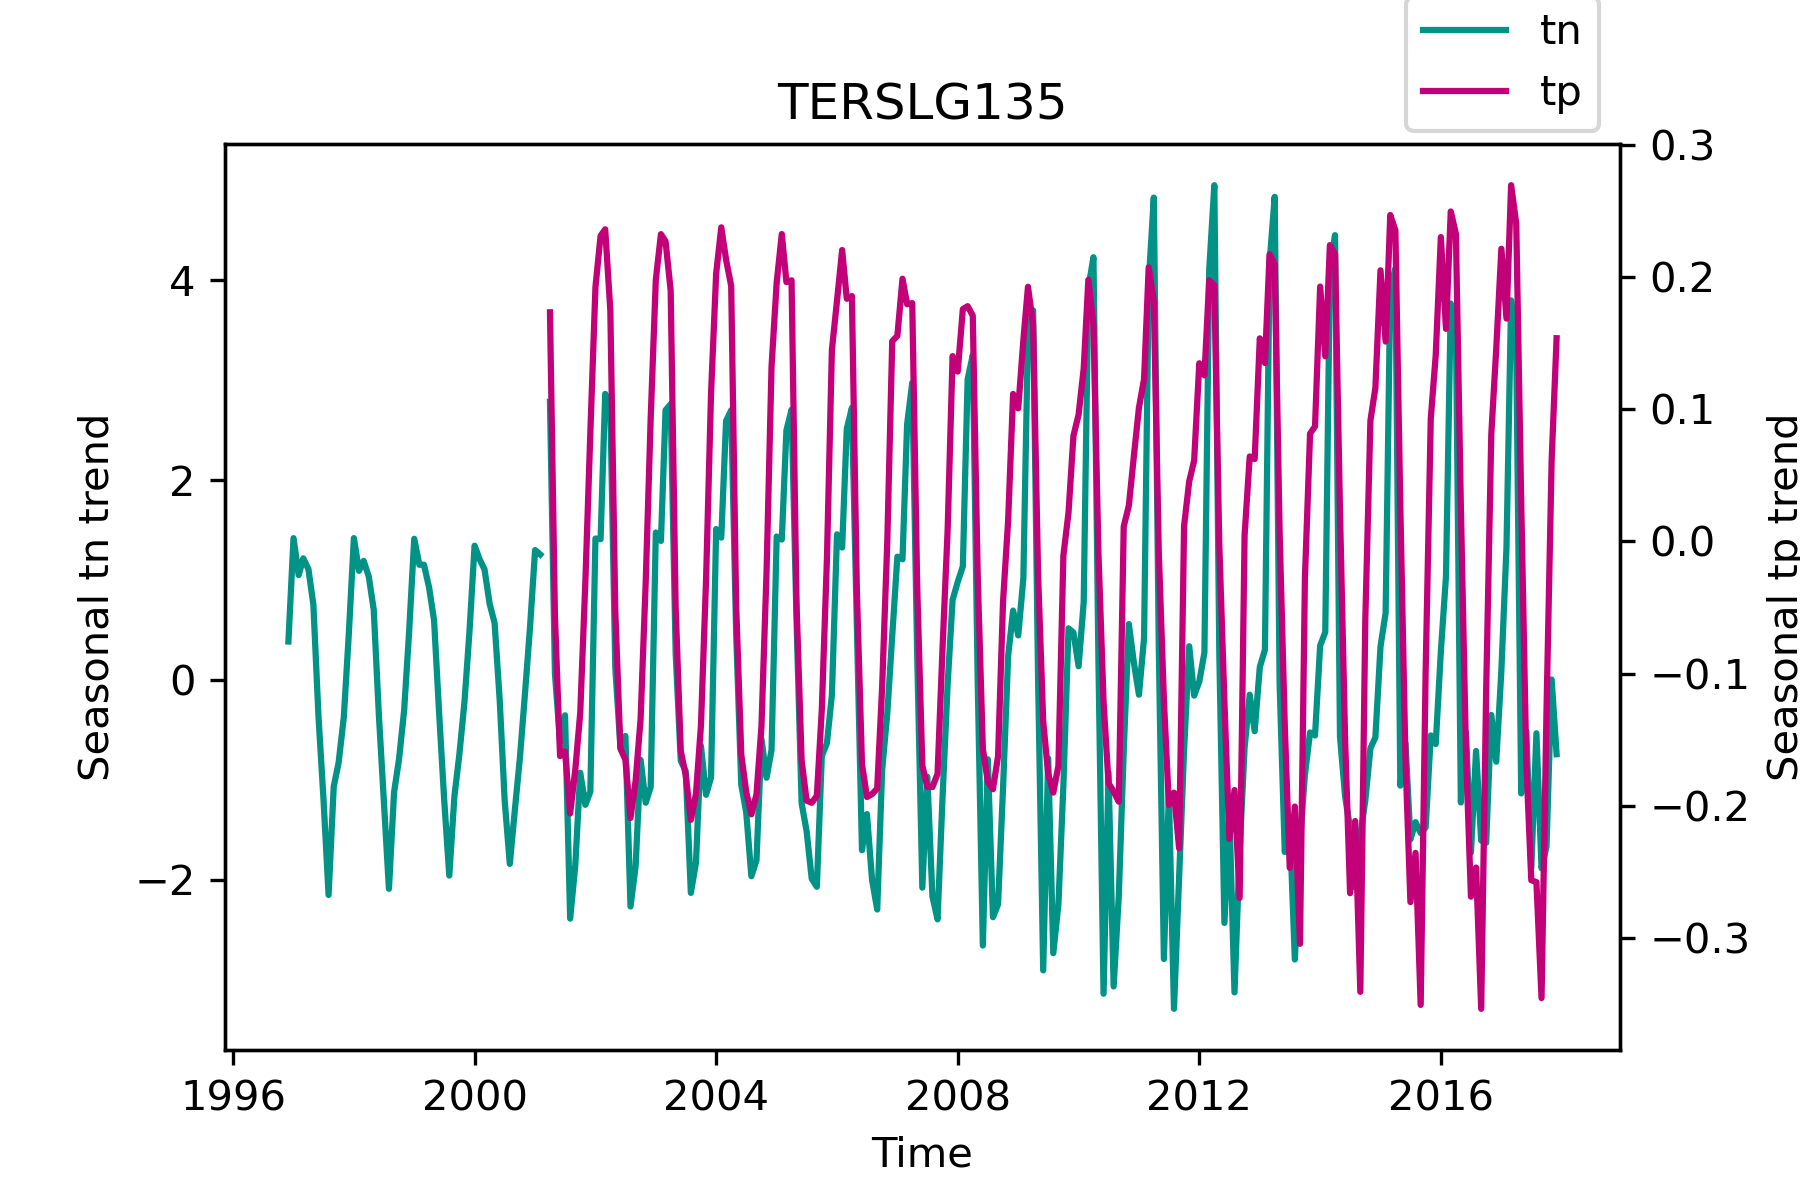 tn
tp
TERSLG135
Seasonal tn trend
4
2
0
−2
0.3
0.2
0.1
0.0
−0.1
−0.2
−0.3
Seasonal tp trend
1996 2000 2004 2008 2012 2016
Time